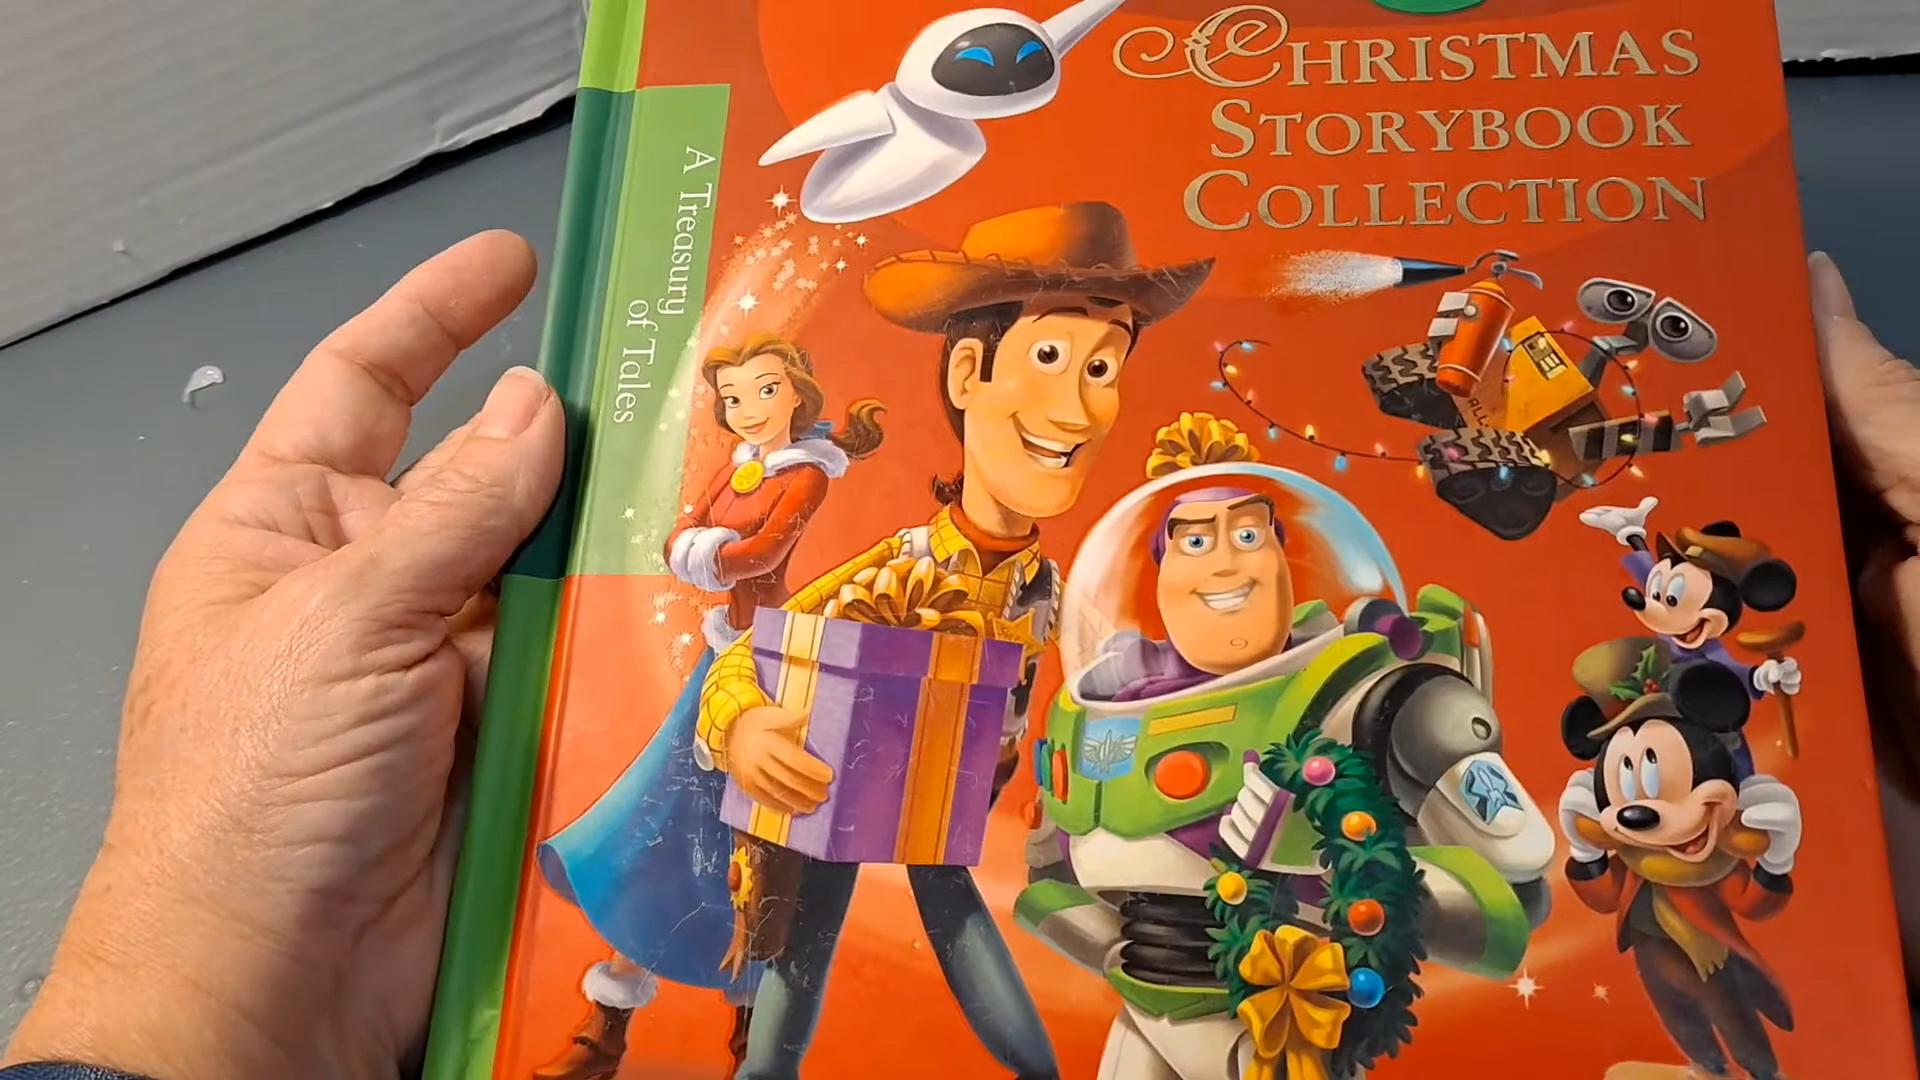 CHRISTMAS
STORYBOOK
COLLECTION
A Treasury
of Tales